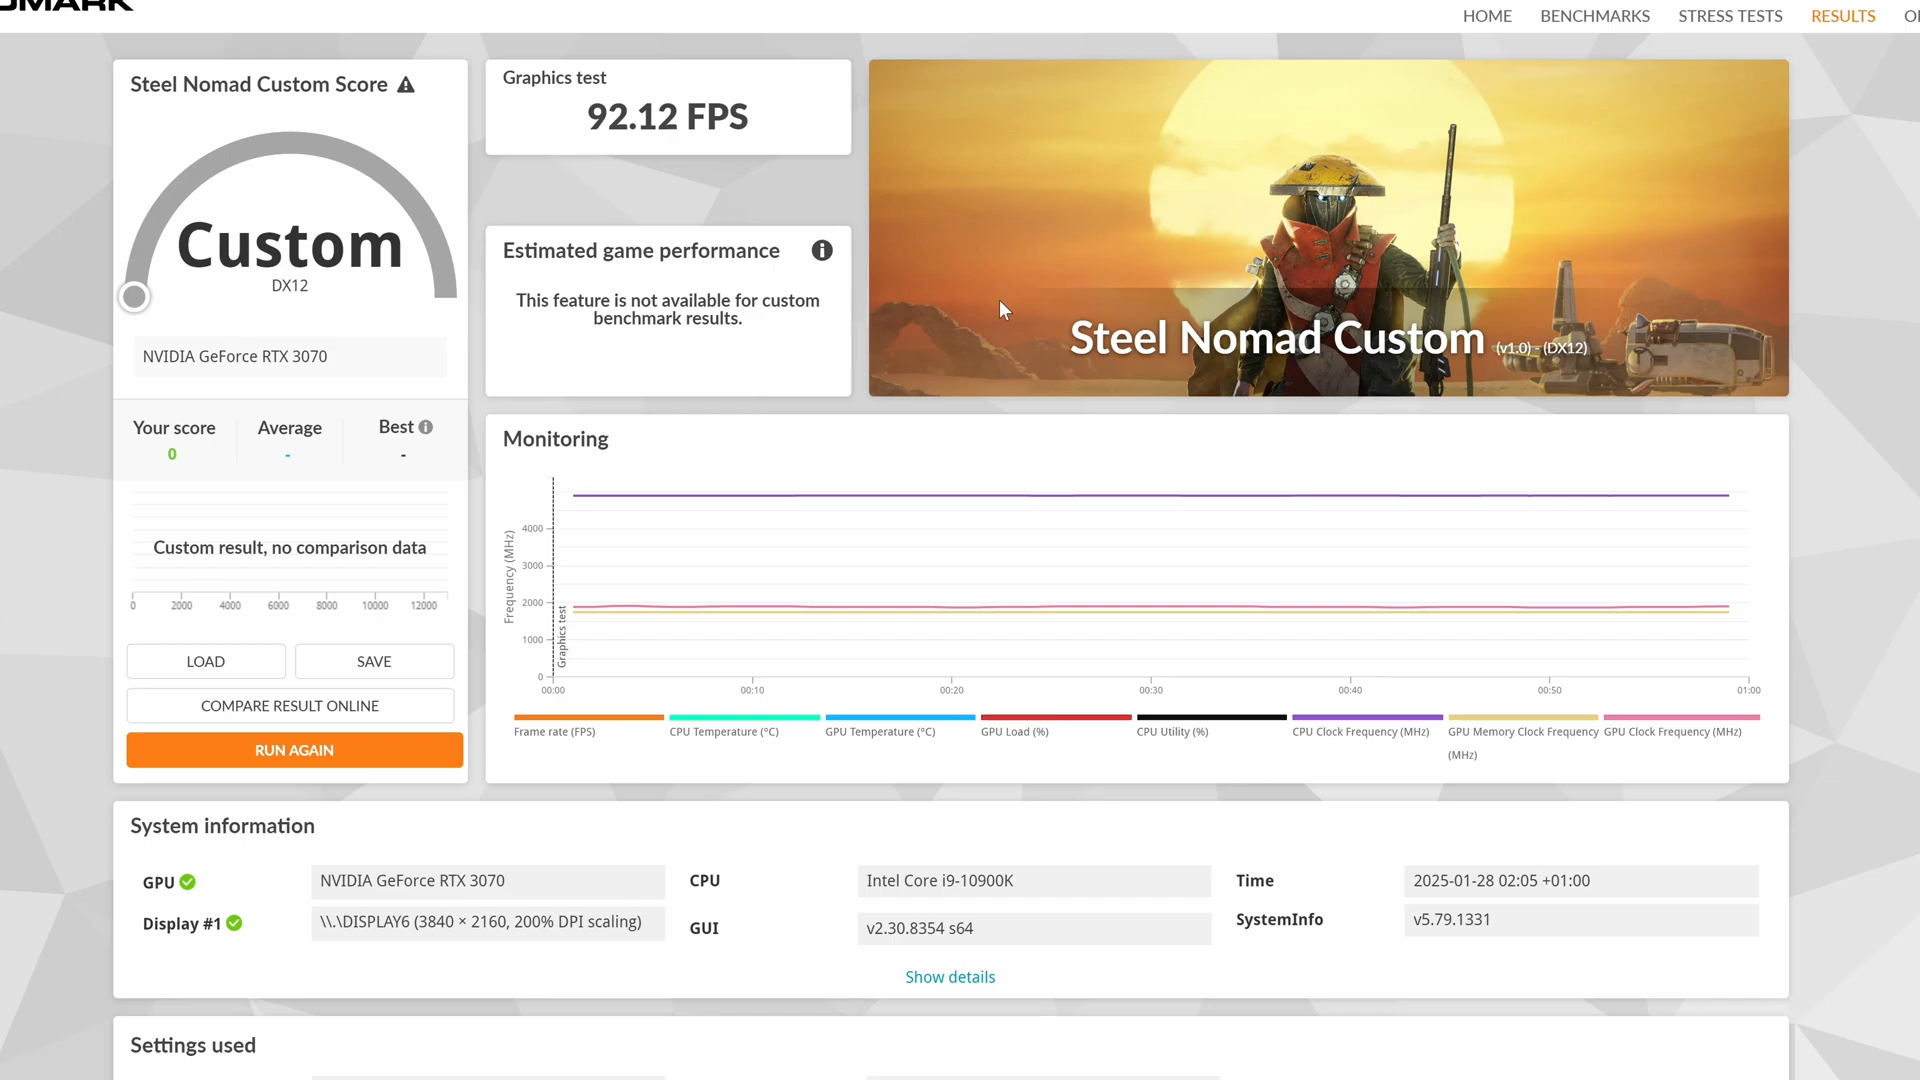 HOME BENCHMARKS STRESS TESTS RESULTS
Steel Nomad Custom Score
Custom
DX12
NVIDIA GeForce RTX 3070
Your score Average Best
0 - -
Custom result, no comparison data
0 2000 4000 6000 8000 10000 12000
LOAD SAVE
COMPARE RESULT ONLINE
RUN AGAIN
Graphics test
92.12 FPS
Estimated game performance
This feature is not available for custom
benchmark results.
Steel Nomad Custom (v1.0) - (DX12)
Monitoring
Frequency (MHz)
4000
3000
2000
1000
0
Graphics test
00:00 00:10 00:20 00:30 00:40 00:50 01:00
Frame rate (FPS) CPU Temperature (°C) GPU Temperature (°C) GPU Load (%) CPU Utility (%) CPU Clock Frequency (MHz) GPU Memory Clock Frequency (MHz) GPU Clock Frequency (MHz)
System information
GPU NVIDIA GeForce RTX 3070 CPU Intel Core i9-10900K Time 2025-01-28 02:05 +01:00
Display #1 \\.\DISPLAY6 (3840 × 2160, 200% DPI scaling) GUI v2.30.8354 s64 SystemInfo v5.79.1331
Show details
Settings used